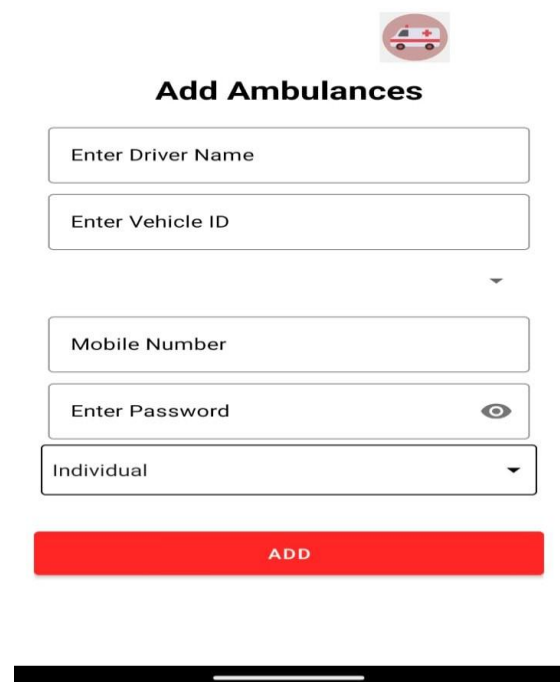 Add Ambulances
Enter Driver Name
Enter Vehicle ID
Mobile Number
Enter Password
Individual
ADD